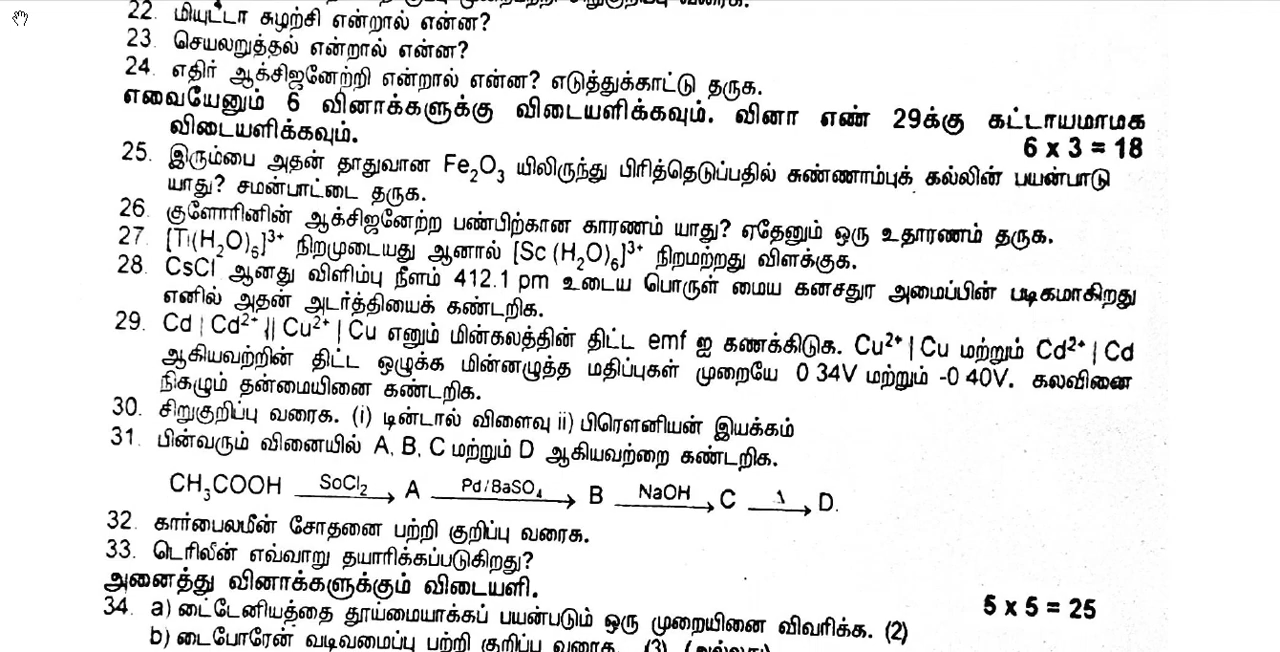 சிறுகுறிப்பு வரைக.
22. மியுட்டா சுழற்சி என்றால் என்ன?
23. செயலறுத்தல் என்றால் என்ன?
24. எதிர் ஆக்சிஜனேற்றி என்றால் என்ன? எடுத்துக்காட்டு தருக.
எவையேனும் 6 வினாக்களுக்கு விடையளிக்கவும். வினா எண் 29க்கு கட்டாயமாமக
விடையளிக்கவும். 6 x 3 = 18
25. இரும்பை அதன் தாதுவான Fe₂O₃ யிலிருந்து பிரித்தெடுப்பதில் சுண்ணாம்புக் கல்லின் பயன்பாடு
யாது? சமன்பாட்டை தருக.
26. குளோரினின் ஆக்சிஜனேற்ற பண்பிற்கான காரணம் யாது? ஏதேனும் ஒரு உதாரணம் தருக.
27. [Ti(H₂O)₆]³⁺ நிறமுடையது ஆனால் [Sc (H₂O)₆]³⁺ நிறமற்றது விளக்குக.
28. CsCl ஆனது விளிம்பு நீளம் 412.1 pm உடைய பொருள் மைய கனசதுர அமைப்பின் படிகமாகிறது
எனில் அதன் அடர்த்தியைக் கண்டறிக.
29. Cd | Cd²⁺ || Cu²⁺ | Cu எனும் மின்கலத்தின் திட்ட emf ஐ கணக்கிடுக. Cu²⁺ | Cu மற்றும் Cd²⁺ | Cd
ஆகியவற்றின் திட்ட ஒழுக்க மின்னழுத்த மதிப்புகள் முறையே 0 34V மற்றும் -0 40V. கலவினை
நிகழும் தன்மையினை கண்டறிக.
30. சிறுகுறிப்பு வரைக. (i) டின்டால் விளைவு ii) பிரௌனியன் இயக்கம்
31. பின்வரும் வினையில் A, B, C மற்றும் D ஆகியவற்றை கண்டறிக.
CH₃COOH SoCl₂ → A Pd/BaSO₄ → B NaOH → C Δ → D.
32. கார்பைலமீன் சோதனை பற்றி குறிப்பு வரைக.
33. டெரிலீன் எவ்வாறு தயாரிக்கப்படுகிறது?
அனைத்து வினாக்களுக்கும் விடையளி. 5 x 5 = 25
34. a) டைட்டேனியத்தை தூய்மையாக்கப் பயன்படும் ஒரு முறையினை விவரிக்க. (2)
b) டைபோரேன் வடிவமைப்பு பற்றி குறிப்பு வரைக. (3) (அல்லது)